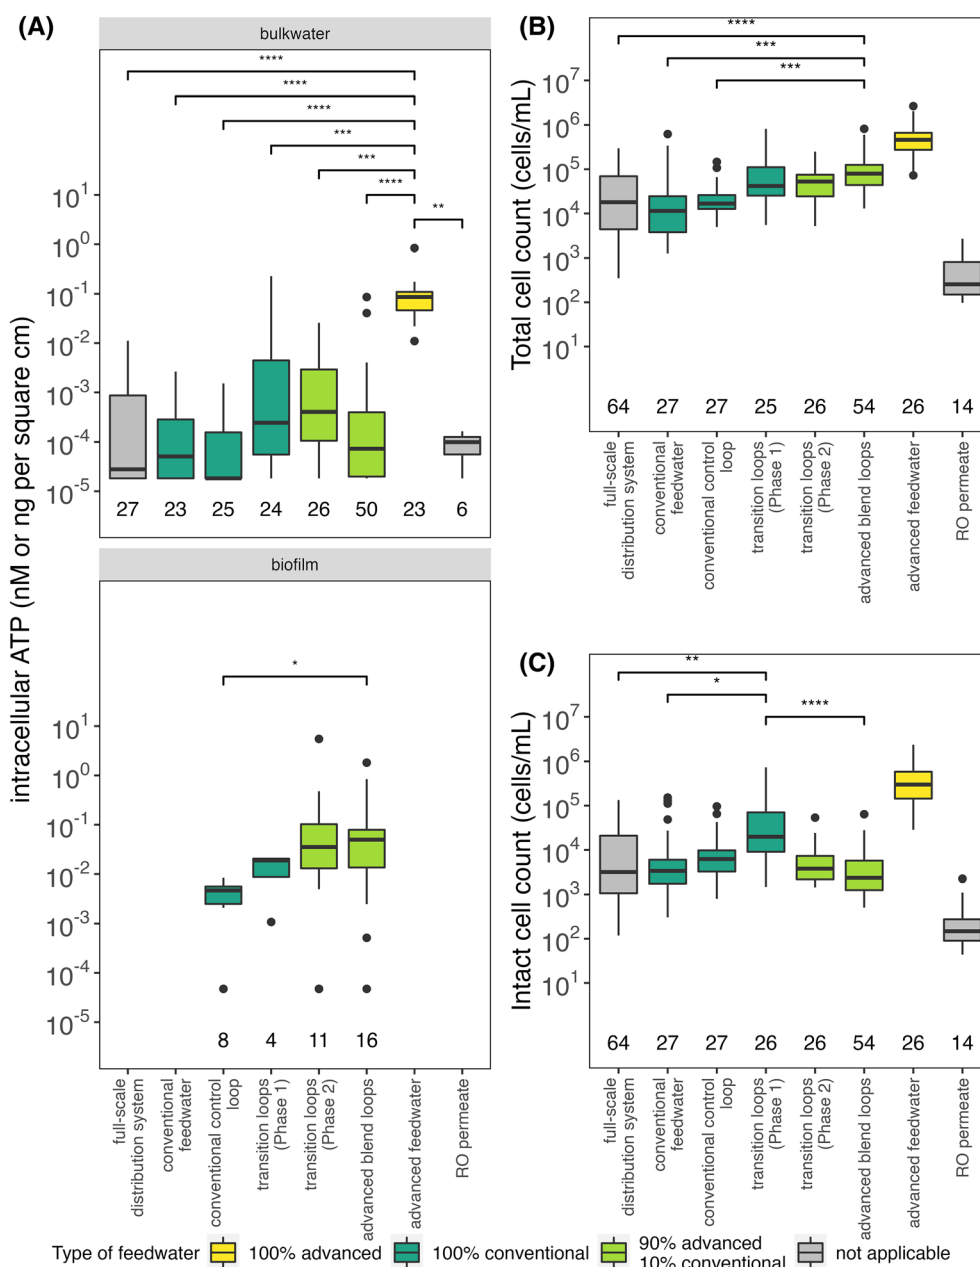 (A)
bulkwater
****
****
****
***
***
****
**
10^1
10^0
10^-1
10^-2
10^-3
10^-4
10^-5
27 23 25 24 26 50 23 6
intracellular ATP (nM or ng per square cm)
biofilm
*
10^1
10^0
10^-1
10^-2
10^-3
10^-4
10^-5
8 4 11 16
full-scale
distribution system
conventional
feedwater
conventional control
loop
transition loops
(Phase 1)
transition loops
(Phase 2)
advanced blend loops
advanced feedwater
RO permeate
(B)
****
***
***
Total cell count (cells/mL)
10^7
10^6
10^5
10^4
10^3
10^2
10^1
64 27 27 25 26 54 26 14
full-scale
distribution system
conventional
feedwater
conventional control
loop
transition loops
(Phase 1)
transition loops
(Phase 2)
advanced blend loops
advanced feedwater
RO permeate
(C)
**
*
****
Intact cell count (cells/mL)
10^7
10^6
10^5
10^4
10^3
10^2
10^1
64 27 27 26 26 54 26 14
full-scale
distribution system
conventional
feedwater
conventional control
loop
transition loops
(Phase 1)
transition loops
(Phase 2)
advanced blend loops
advanced feedwater
RO permeate
Type of feedwater 100% advanced 100% conventional 90% advanced
10% conventional not applicable